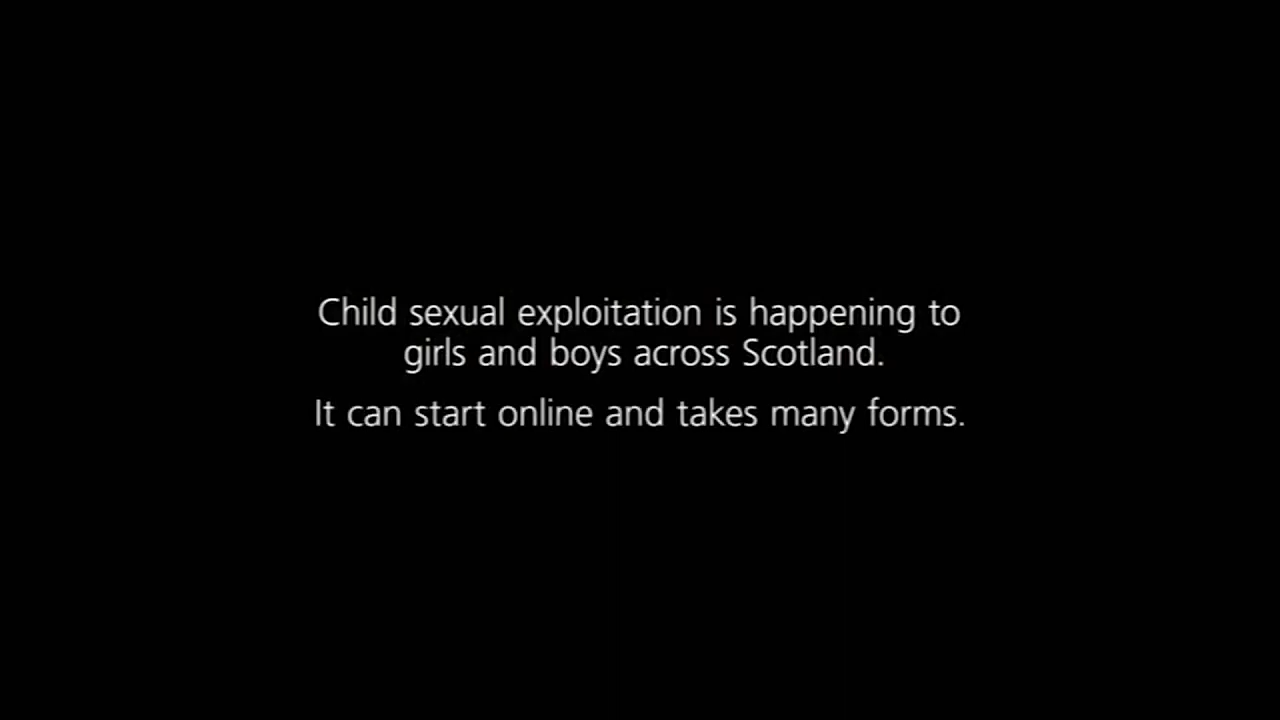 Child sexual exploitation is happening to
girls and boys across Scotland.
It can start online and takes many forms.